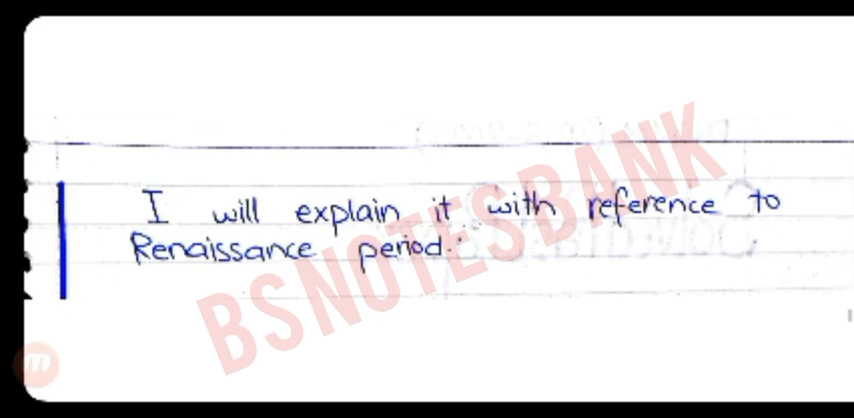 I will explain it with reference to
Renaissance period.
BSNOTESBANK
m